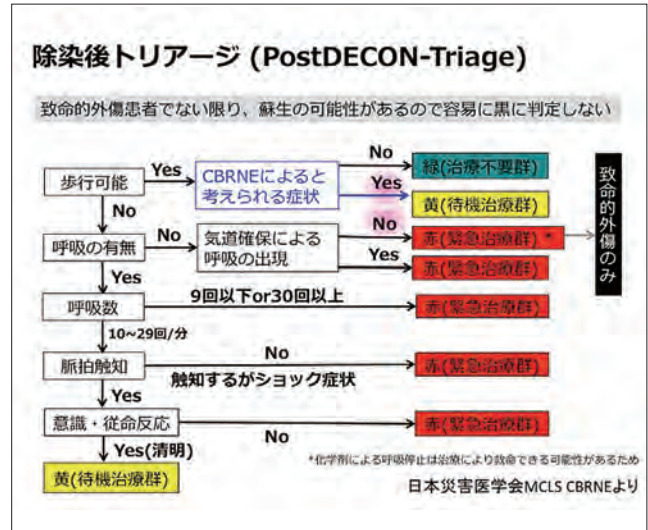 除染後トリアージ (PostDECON-Triage)
致命的外傷患者でない限り、蘇生の可能性があるので容易に黒に判定しない
歩行可能
Yes
CBRNEによると
考えられる症状
No
緑(治療不要群)
Yes
黄(待機治療群)
致命的外傷のみ
No
呼吸の有無
No
気道確保による
呼吸の出現
No
赤(緊急治療群) *
Yes
赤(緊急治療群)
Yes
呼吸数
9回以下or30回以上
赤(緊急治療群)
10~29回/分
脈拍触知
No
触知するがショック症状
赤(緊急治療群)
Yes
意識・従命反応
No
赤(緊急治療群)
Yes(清明)
黄(待機治療群)
*化学剤による呼吸停止は治療により致命できる可能性があるため
日本災害医学会MCLS CBRNEより